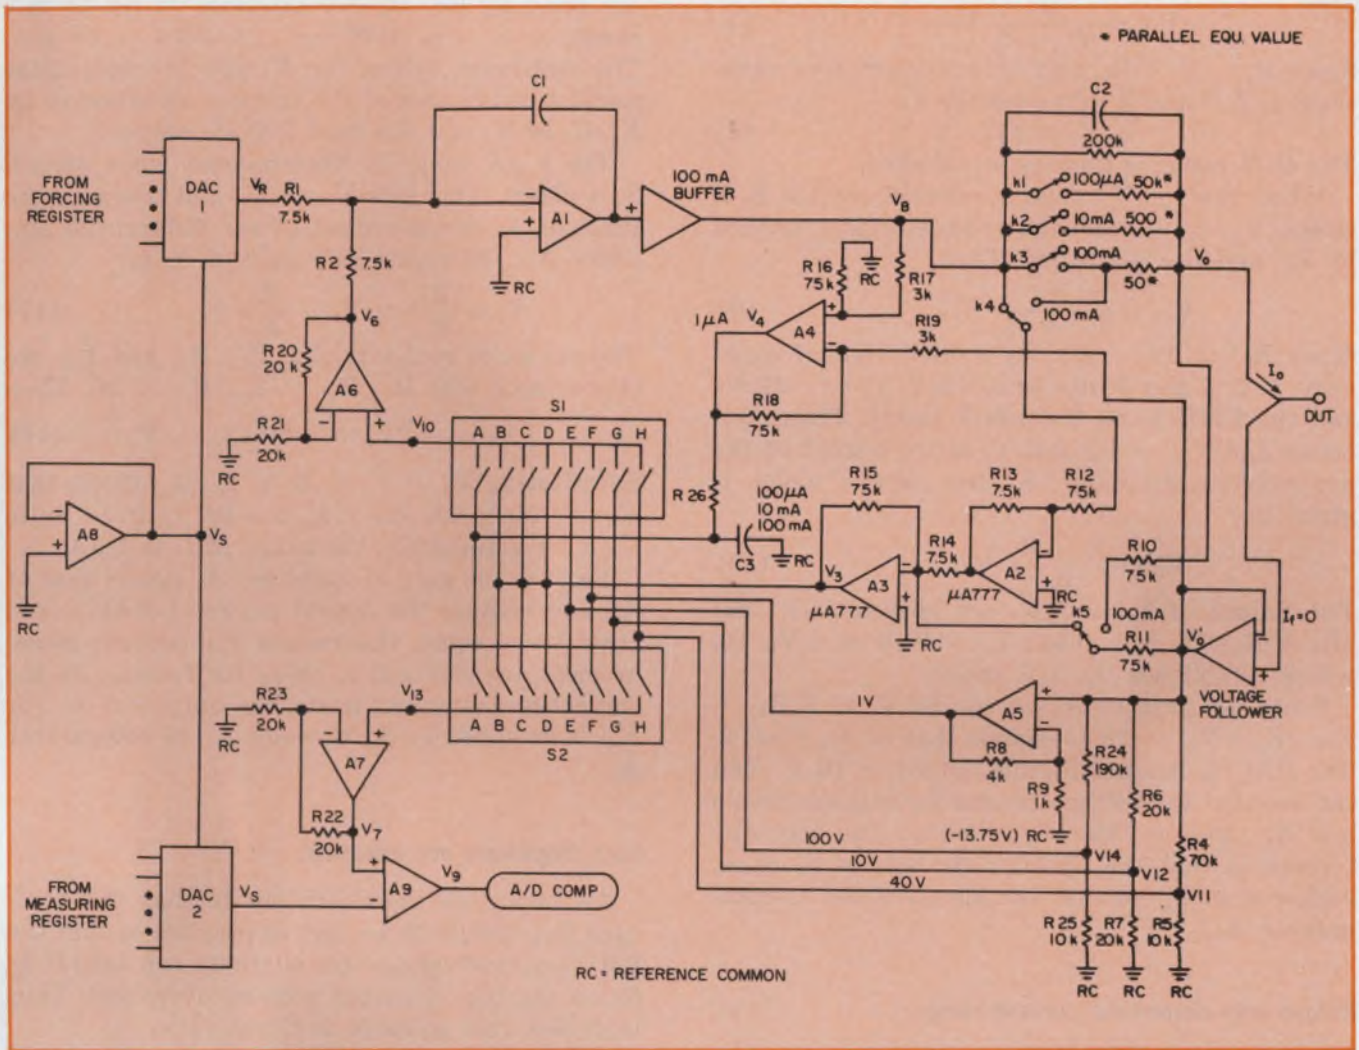 * PARALLEL EQU. VALUE
C1
C2
200k
FROM
FORCING
REGISTER
DAC
1
VR
R1
7.5k
A1
100 mA
BUFFER
V8
k1
100µA
50k*
k2
10mA
500 *
k3
100mA
50*
Vo
k4
100 mA
R2
7.5k
RC
R16
75k
RC
R17
3k
R19
3k
1µA
V4
A4
Io
DUT
V6
R20
20 k
A6
R21
20k
RC
V10
S1
A B C D E F G H
R18
75k
R 26
100µA
10 mA
100 mA
RC
C3
R15
75k
R13
7.5k
R12
75k
R14
7.5k
A2
µA777
RC
V3
A3
µA777
RC
R10
75k
k5
100mA
R11
75k
Vo'
If=0
VOLTAGE
FOLLOWER
A8
VS
RC
R23
20k
RC
V13
A B C D E F G H
S2
A7
R22
20k
V7
1V
A5
R8
4k
R9
1k
(-13.75V) RC
R24
190k
R6
20k
R4
70k
100V
V14
10V
V12
40V
V11
FROM
MEASURING
REGISTER
DAC
2
VS
A9
V9
A/D COMP
R 25
10k
R7
20k
R5
10k
RC
RC
RC
RC = REFERENCE COMMON